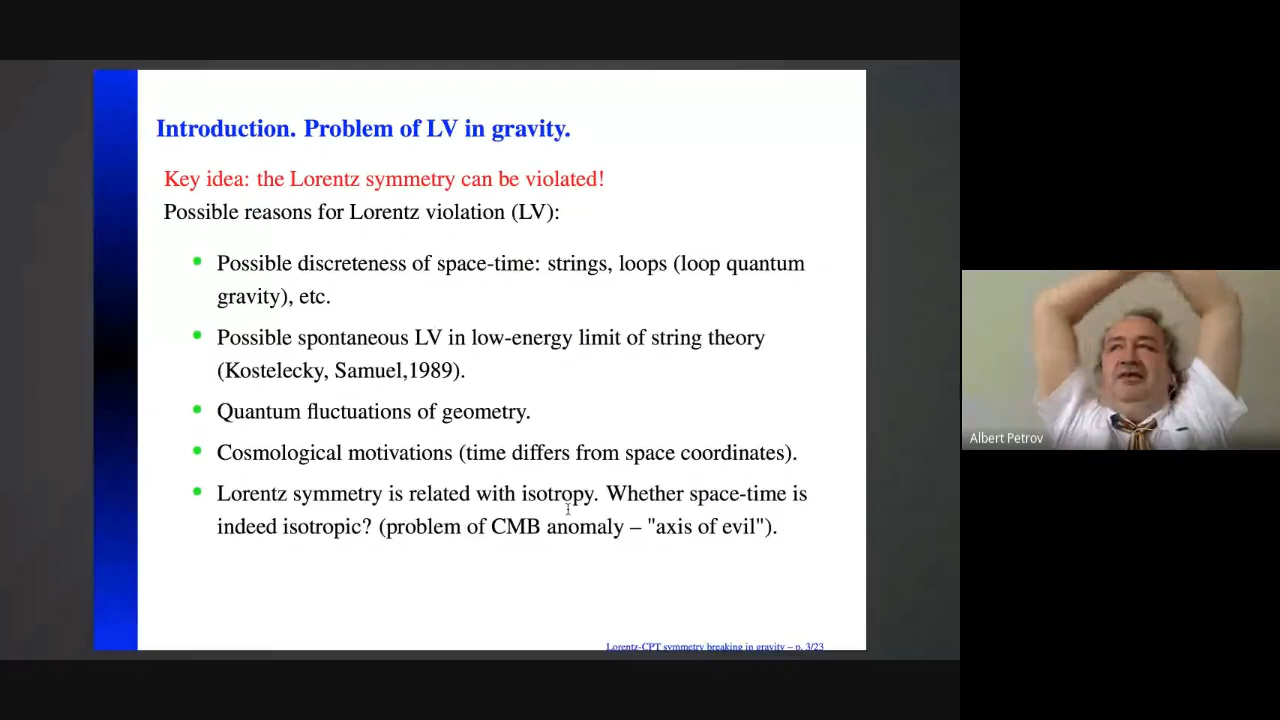 Introduction. Problem of LV in gravity.
Key idea: the Lorentz symmetry can be violated!
Possible reasons for Lorentz violation (LV):
Possible discreteness of space-time: strings, loops (loop quantum
gravity), etc.
Possible spontaneous LV in low-energy limit of string theory
(Kostelecky, Samuel,1989).
Quantum fluctuations of geometry.
Cosmological motivations (time differs from space coordinates).
Lorentz symmetry is related with isotropy. Whether space-time is
indeed isotropic? (problem of CMB anomaly – "axis of evil").
Lorentz-CPT symmetry breaking in gravity – p. 3/23
Albert Petrov